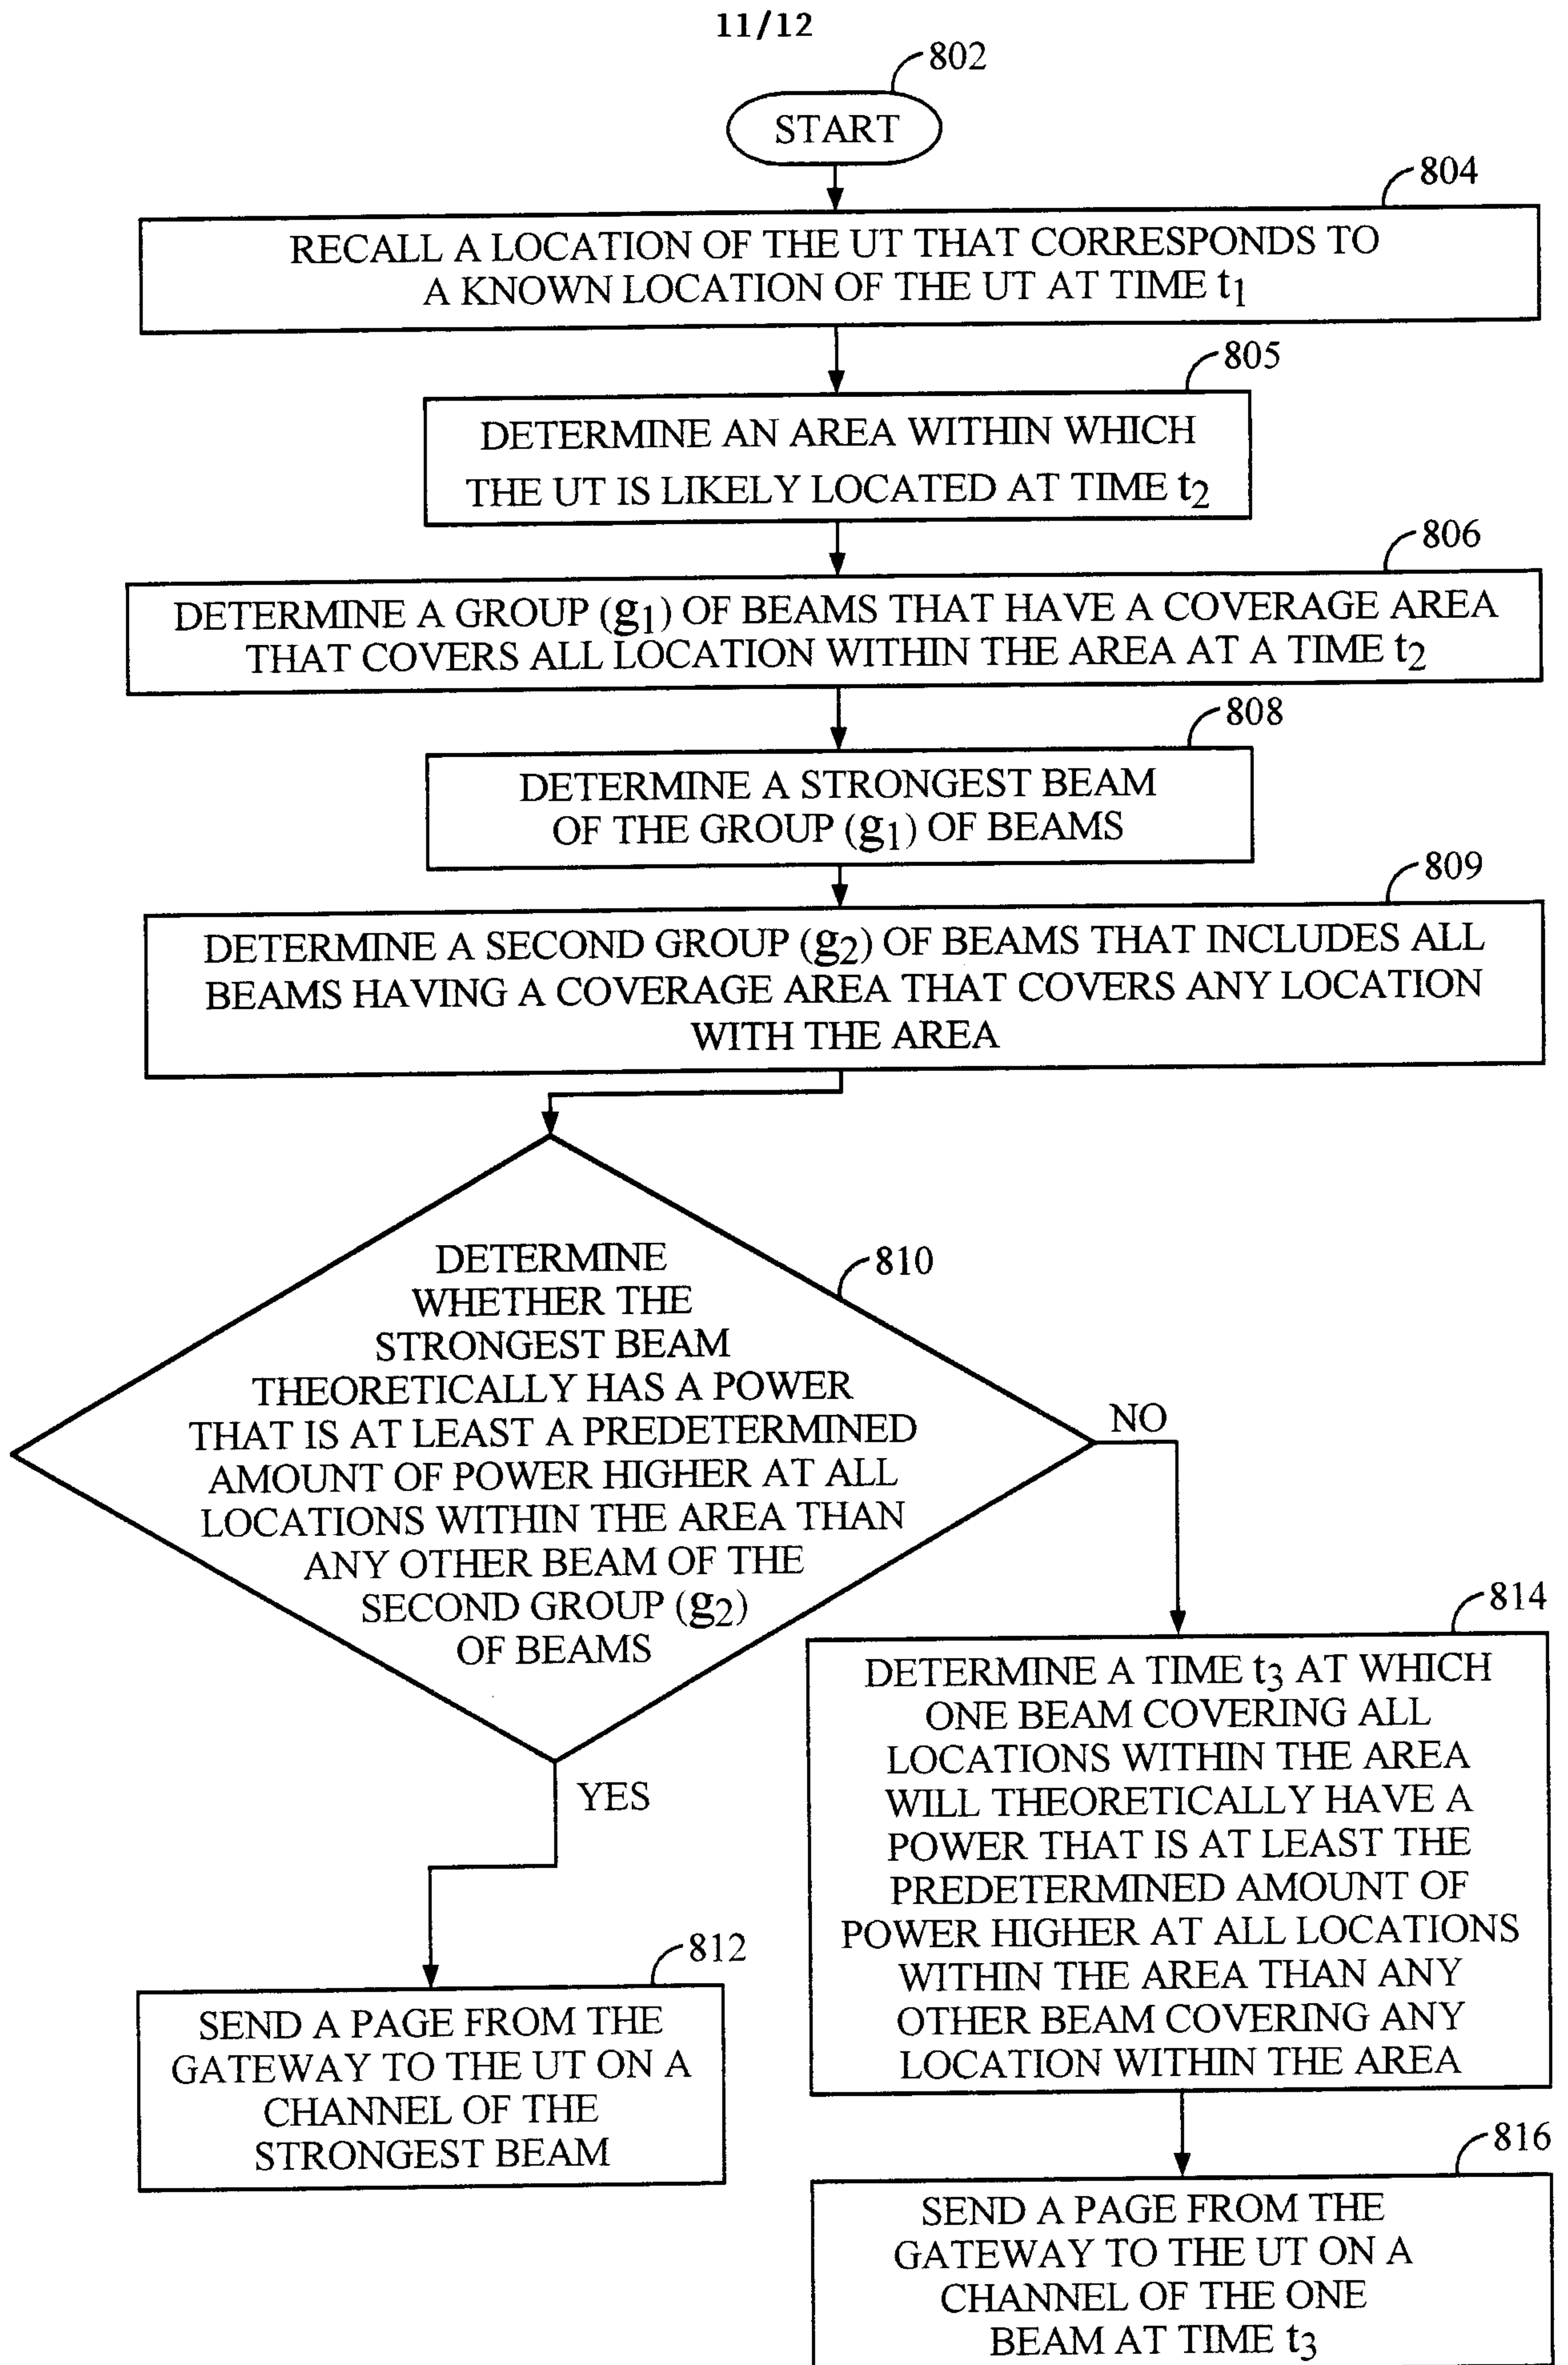 11/12
802
START
804
RECALL A LOCATION OF THE UT THAT CORRESPONDS TO
A KNOWN LOCATION OF THE UT AT TIME t1
805
DETERMINE AN AREA WITHIN WHICH
THE UT IS LIKELY LOCATED AT TIME t2
806
DETERMINE A GROUP (g1) OF BEAMS THAT HAVE A COVERAGE AREA
THAT COVERS ALL LOCATION WITHIN THE AREA AT A TIME t2
808
DETERMINE A STRONGEST BEAM
OF THE GROUP (g1) OF BEAMS
809
DETERMINE A SECOND GROUP (g2) OF BEAMS THAT INCLUDES ALL
BEAMS HAVING A COVERAGE AREA THAT COVERS ANY LOCATION
WITH THE AREA
810
DETERMINE
WHETHER THE
STRONGEST BEAM
THEORETICALLY HAS A POWER
THAT IS AT LEAST A PREDETERMINED
AMOUNT OF POWER HIGHER AT ALL
LOCATIONS WITHIN THE AREA THAN
ANY OTHER BEAM OF THE
SECOND GROUP (g2)
OF BEAMS
NO
YES
812
SEND A PAGE FROM THE
GATEWAY TO THE UT ON A
CHANNEL OF THE
STRONGEST BEAM
814
DETERMINE A TIME t3 AT WHICH
ONE BEAM COVERING ALL
LOCATIONS WITHIN THE AREA
WILL THEORETICALLY HAVE A
POWER THAT IS AT LEAST THE
PREDETERMINED AMOUNT OF
POWER HIGHER AT ALL LOCATIONS
WITHIN THE AREA THAN ANY
OTHER BEAM COVERING ANY
LOCATION WITHIN THE AREA
816
SEND A PAGE FROM THE
GATEWAY TO THE UT ON A
CHANNEL OF THE ONE
BEAM AT TIME t3